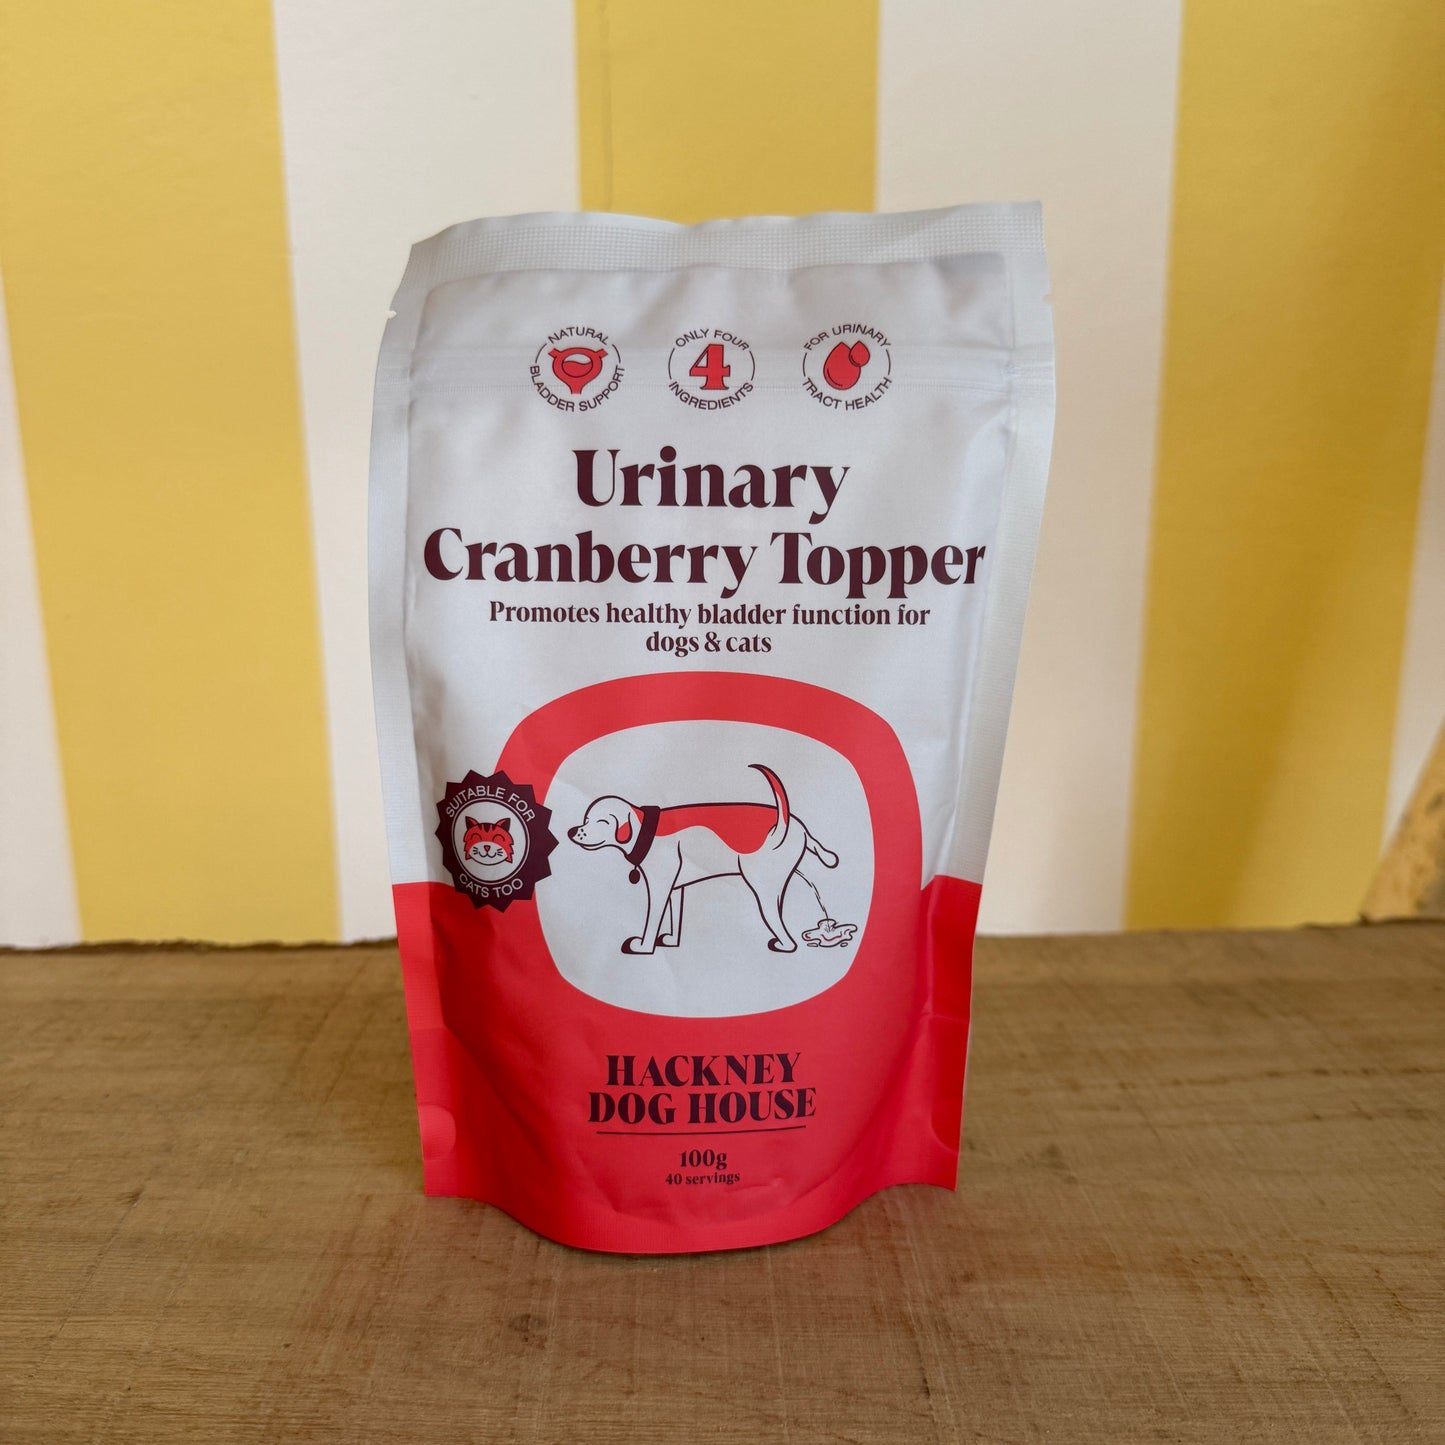 NATURAL
BLADDER SUPPORT
ONLY FOUR
4
INGREDIENTS
FOR URINARY
TRACT HEALTH
Urinary
Cranberry Topper
Promotes healthy bladder function for
dogs & cats
SUITABLE FOR
CATS TOO
HACKNEY
DOG HOUSE
100g
40 servings